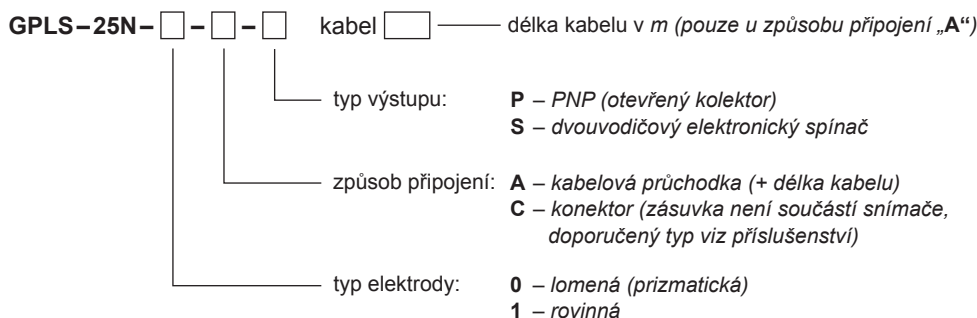 GPLS–25N– – – kabel délka kabelu v m (pouze u způsobu připojení „A“)
typ výstupu: P – PNP (otevřený kolektor)
S – dvouvodičový elektronický spínač
způsob připojení: A – kabelová průchodka (+ délka kabelu)
C – konektor (zásuvka není součástí snímače,
doporučený typ viz příslušenství)
typ elektrody: 0 – lomená (prizmatická)
1 – rovinná